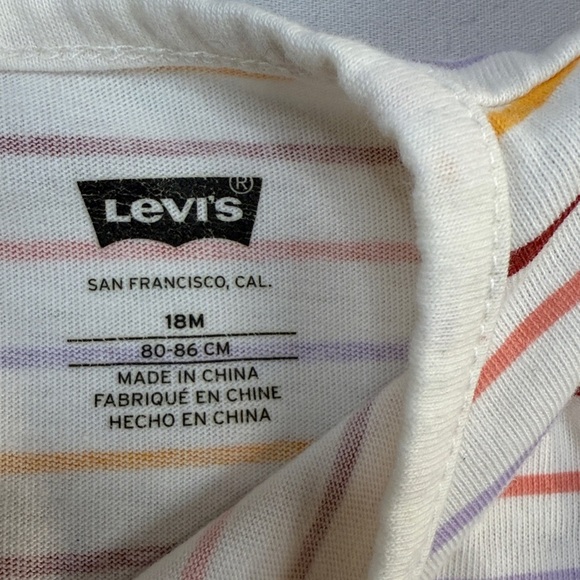 LEVI'S®
SAN FRANCISCO, CAL.
18M
80-86 CM
MADE IN CHINA
FABRIQUÉ EN CHINE
HECHO EN CHINA